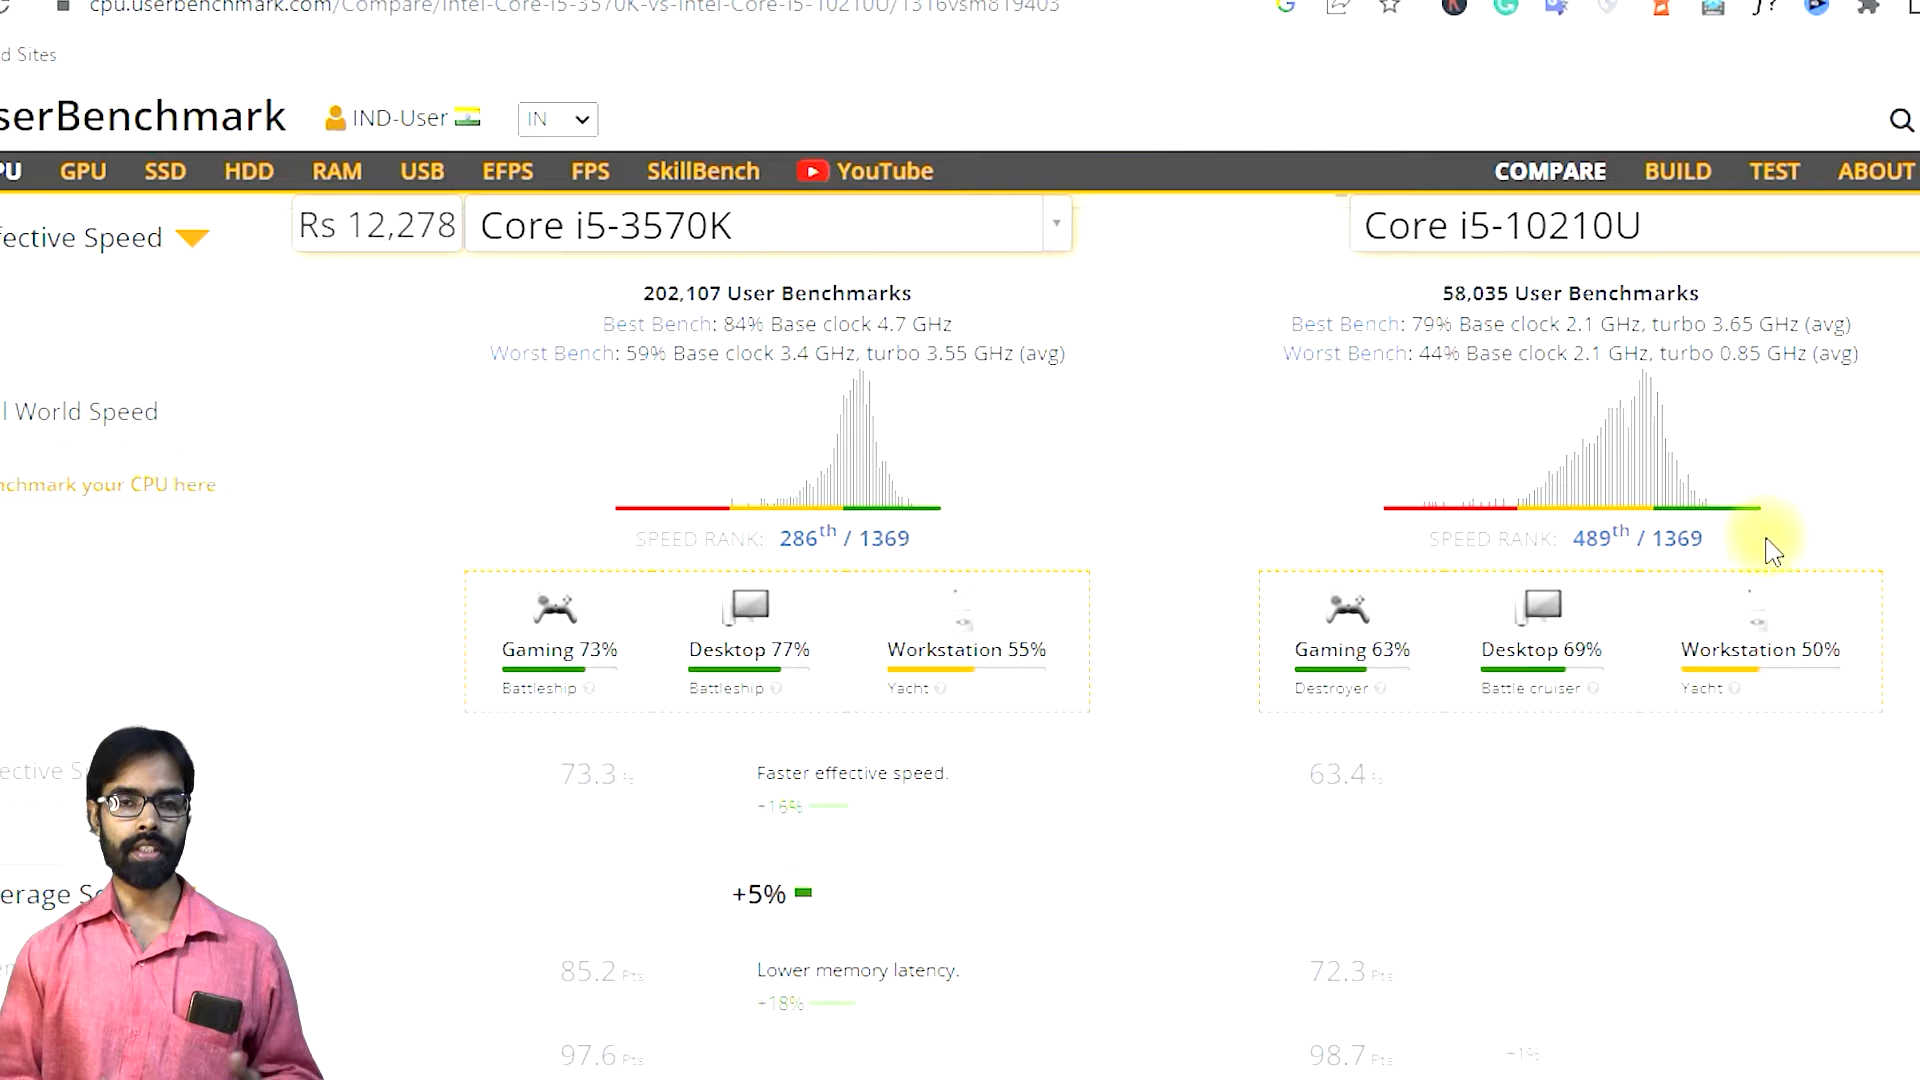 cpu.userbenchmark.com/Compare/Intel-Core-i5-3570K-vs-Intel-Core-i5-10210U/1316vsm819403
d Sites
serBenchmark IND-User IN
PU GPU SSD HDD RAM USB EFPS FPS SkillBench YouTube COMPARE BUILD TEST ABOUT
fective Speed Rs 12,278 Core i5-3570K Core i5-10210U
202,107 User Benchmarks 58,035 User Benchmarks
Best Bench: 84% Base clock 4.7 GHz Best Bench: 79% Base clock 2.1 GHz, turbo 3.65 GHz (avg)
Worst Bench: 59% Base clock 3.4 GHz, turbo 3.55 GHz (avg) Worst Bench: 44% Base clock 2.1 GHz, turbo 0.85 GHz (avg)
l World Speed
nchmark your CPU here
SPEED RANK: 286th / 1369 SPEED RANK: 489th / 1369
Gaming 73% Desktop 77% Workstation 55% Gaming 63% Desktop 69% Workstation 50%
Battleship Battleship Yacht Destroyer Battle cruiser Yacht
ective S 73.3 Faster effective speed. 63.4
+16%
erage Sc +5%
85.2 Pts Lower memory latency. 72.3 Pts
+18%
97.6 Pts 98.7 Pts +1%